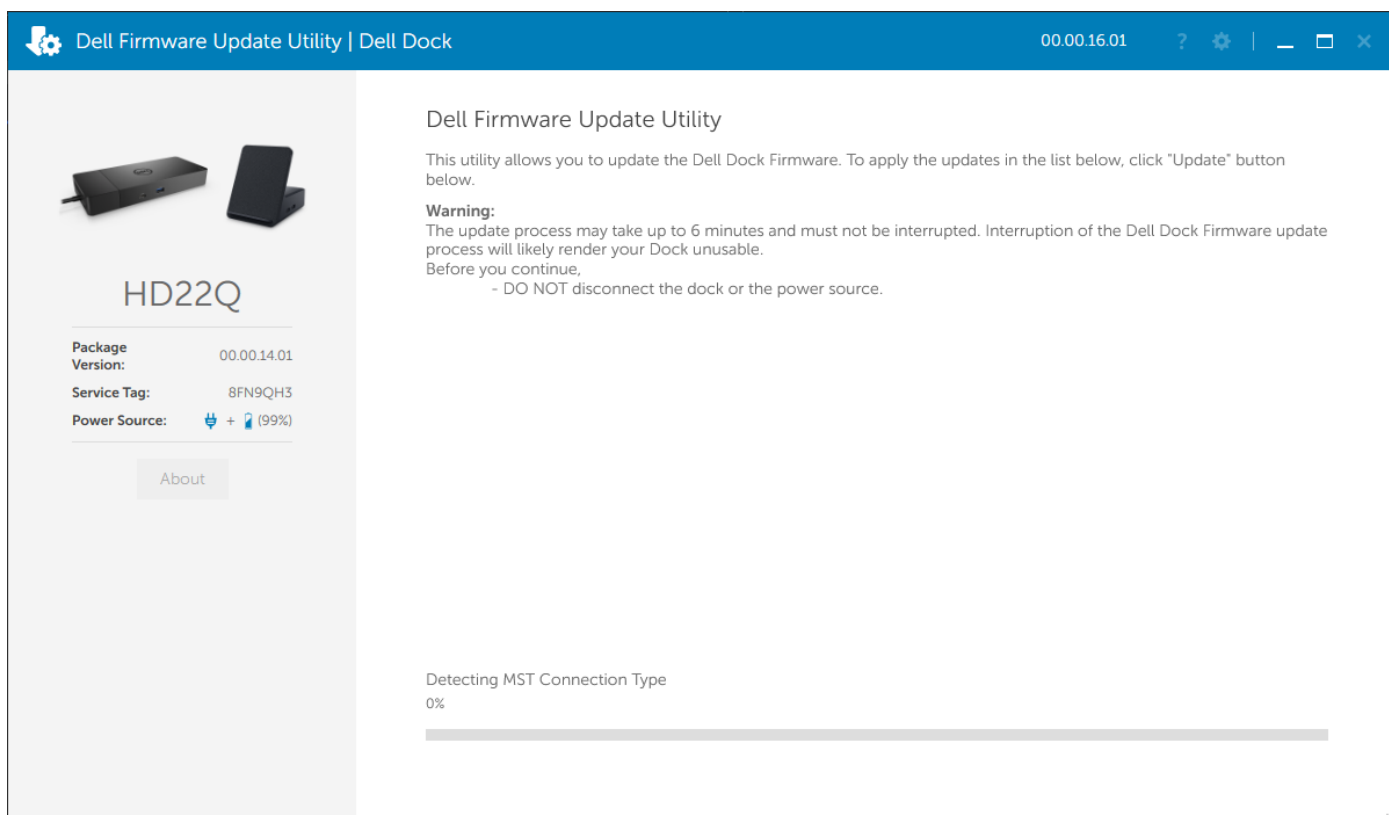 Dell Firmware Update Utility | Dell Dock
00.00.16.01
?
Dell Firmware Update Utility
This utility allows you to update the Dell Dock Firmware. To apply the updates in the list below, click "Update" button
below.
Warning:
The update process may take up to 6 minutes and must not be interrupted. Interruption of the Dell Dock Firmware update
process will likely render your Dock unusable.
Before you continue,
- DO NOT disconnect the dock or the power source.
HD22Q
Package
Version: 00.00.14.01
Service Tag: 8FN9QH3
Power Source: + (99%)
About
Detecting MST Connection Type
0%